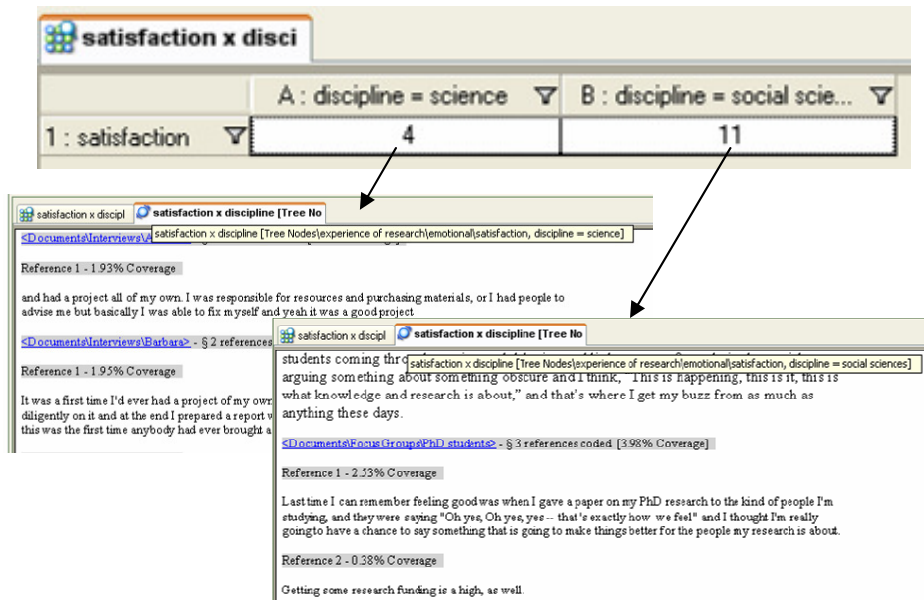 satisfaction x disci
A : discipline = science
B : discipline = social scie...
1 : satisfaction
4
11
satisfaction x discipl
satisfaction x discipline [Tree No
satisfaction x discipline [Tree Nodes\experience of research\emotional\satisfaction, discipline = science]
<Documents\Interviews\
Reference 1 - 1.93% Coverage
and had a project all of my own. I was responsible for resources and purchasing materials, or I had people to
advise me but basically I was able to fix myself and yeah it was a good project
<Documents\Interviews\Barbara> - § 2 references
Reference 1 - 1.95% Coverage
It was a first time I'd ever had a project of my own
diligently on it and at the end I prepared a report w
this was the first time anybody had ever brought a
satisfaction x discipl
satisfaction x discipline [Tree No
satisfaction x discipline [Tree Nodes\experience of research\emotional\satisfaction, discipline = social sciences]
students coming
arguing something about something obscure and I think, "This is happening, this is it, this is
what knowledge and research is about," and that's where I get my buzz from as much as
anything these days.
<Documents\Focus Groups\PhD students> - § 3 references coded [3.98% Coverage]
Reference 1 - 2.53% Coverage
Last time I can remember feeling good was when I gave a paper on my PhD research to the kind of people I'm
studying, and they were saying "Oh yes, Oh yes, yes -- that's exactly how we feel" and I thought I'm really
going to have a chance to say something that is going to make things better for the people my research is about.
Reference 2 - 0.38% Coverage
Getting some research funding is a high, as well.